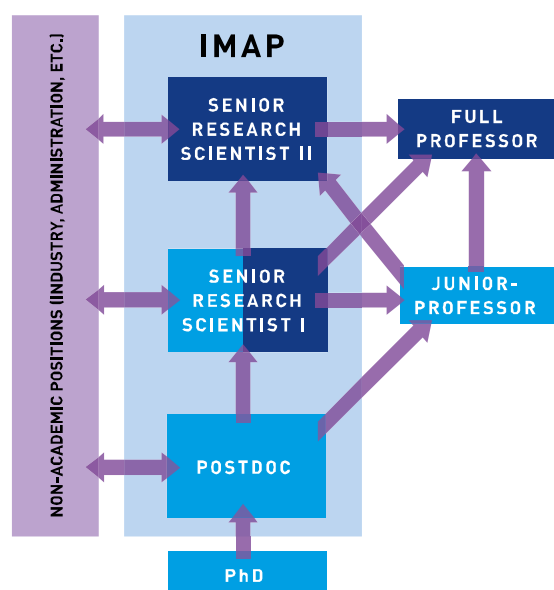 NON-ACADEMIC POSITIONS (INDUSTRY, ADMINISTRATION, ETC.)
IMAP
SENIOR
RESEARCH
SCIENTIST II
FULL
PROFESSOR
SENIOR
RESEARCH
SCIENTIST I
JUNIOR-
PROFESSOR
POSTDOC
PhD